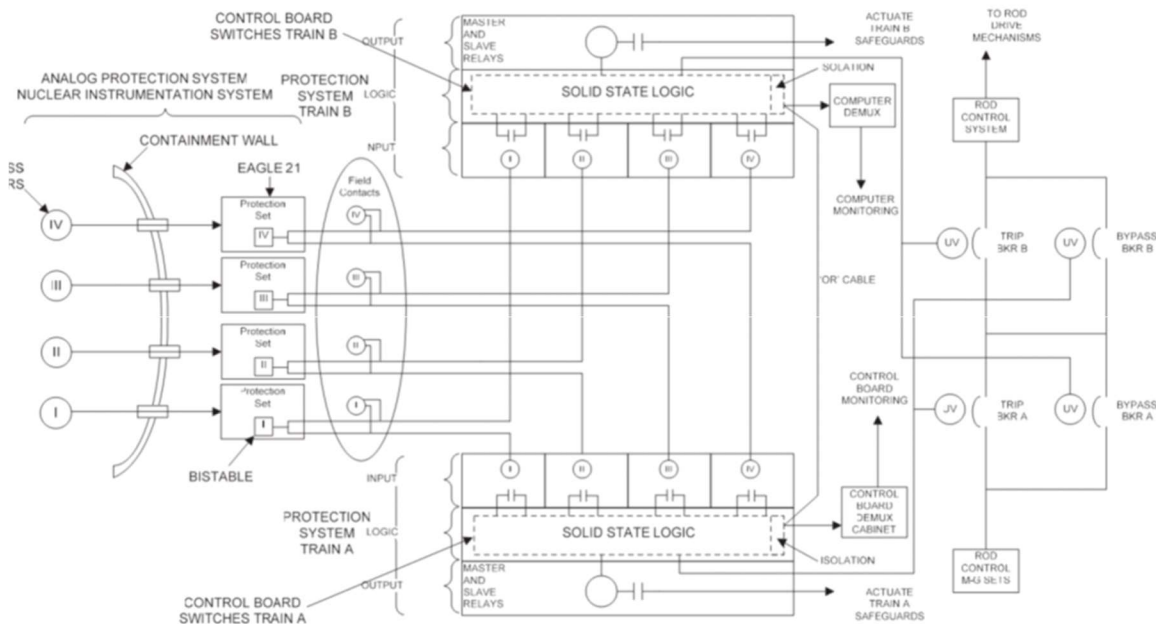 CONTROL BOARD
SWITCHES TRAIN B
MASTER
AND
SLAVE
RELAYS
OUTPUT
ACTUATE
TRAIN B
SAFEGUARDS
TO ROD
DRIVE
MECHANISMS
ANALOG PROTECTION SYSTEM
NUCLEAR INSTRUMENTATION SYSTEM
PROTECTION
SYSTEM
TRAIN B
LOGIC
SOLID STATE LOGIC
SOLATION
COMPUTER
DEMUX
ROD
CONTROL
SYSTEM
CONTAINMENT WALL
NPUT
I
II
III
IV
SS
RS
EAGLE 21
Field
Contacts
COMPUTER
MONITORING
IV
Protection
Set
IV
IV
UV
TRIP
BKR B
UV
BYPASS
BKR B
III
Protection
Set
III
III
'OR' CABLE
II
Protection
Set
II
II
CONTROL
BOARD
MONITORING
I
Protection
Set
I
I
JV
TRIP
BKR A
UV
BYPASS
BKR A
BISTABLE
INPUT
I
II
III
IV
PROTECTION
SYSTEM
TRAIN A
LOGIC
SOLID STATE LOGIC
CONTROL
BOARD
DEMUX
CABINET
ISOLATION
ROD
CONTROL
M-G SETS
OUTPUT
MASTER
AND
SLAVE
RELAYS
CONTROL BOARD
SWITCHES TRAIN A
ACTUATE
TRAIN A
SAFEGUARDS